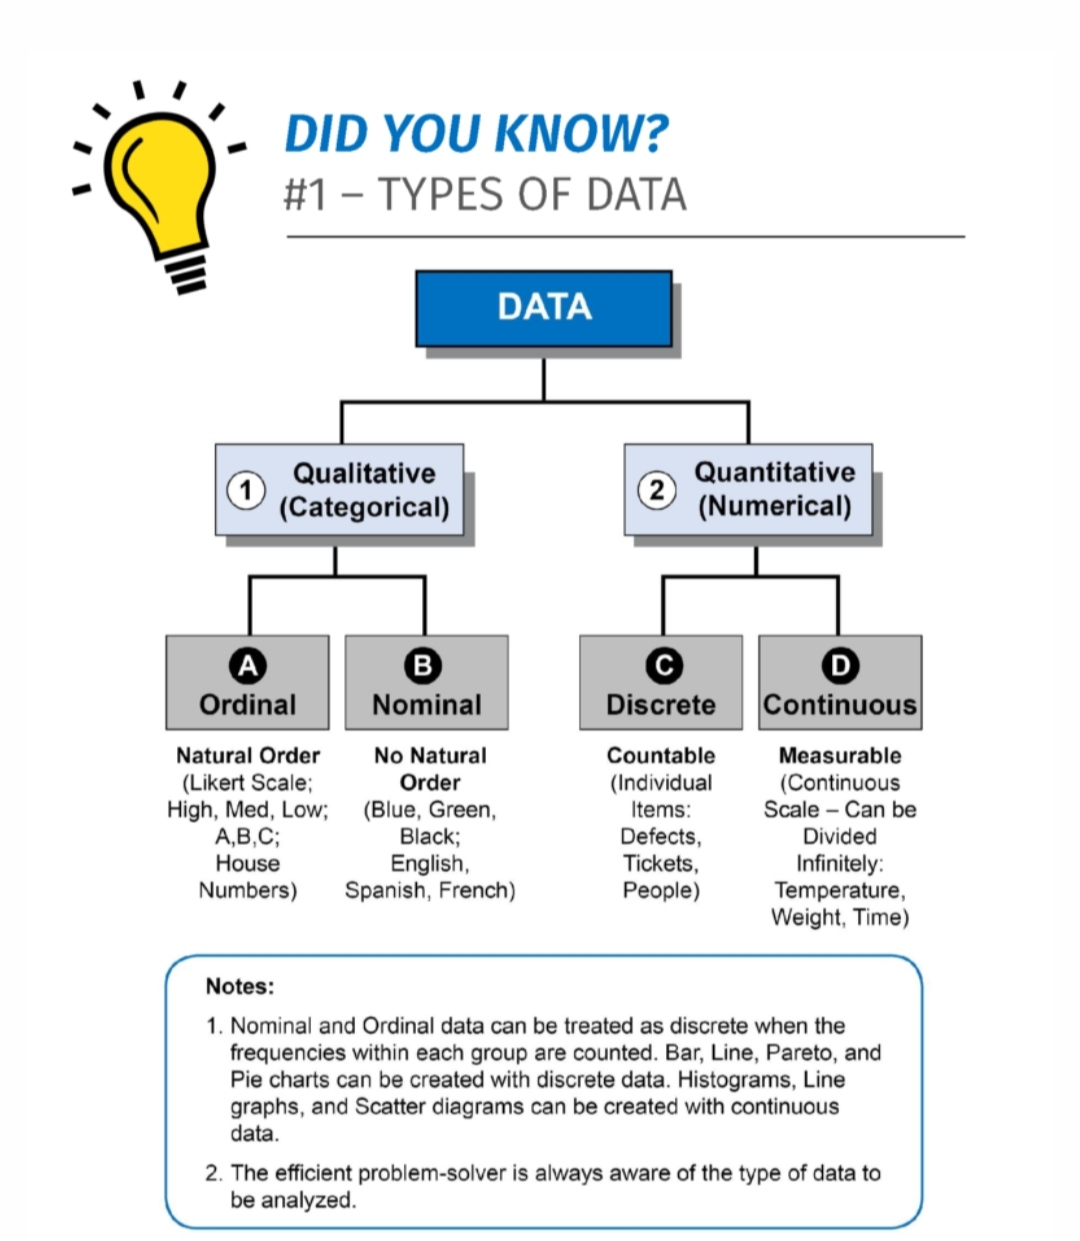 DID YOU KNOW?
#1 – TYPES OF DATA
DATA
1
Qualitative
(Categorical)
2
Quantitative
(Numerical)
A
Ordinal
B
Nominal
C
Discrete
D
Continuous
Natural Order
(Likert Scale;
High, Med, Low;
A,B,C;
House
Numbers)
No Natural
Order
(Blue, Green,
Black;
English,
Spanish, French)
Countable
(Individual
Items:
Defects,
Tickets,
People)
Measurable
(Continuous
Scale – Can be
Divided
Infinitely:
Temperature,
Weight, Time)
Notes:
1. Nominal and Ordinal data can be treated as discrete when the
frequencies within each group are counted. Bar, Line, Pareto, and
Pie charts can be created with discrete data. Histograms, Line
graphs, and Scatter diagrams can be created with continuous
data.
2. The efficient problem-solver is always aware of the type of data to
be analyzed.